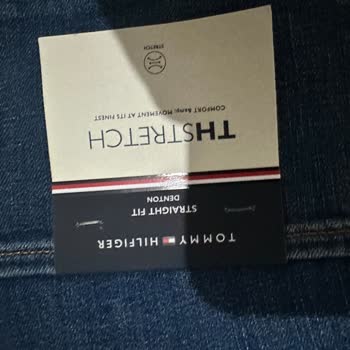 TOMMY HILFIGER
STRAIGHT FIT
DENTON
THSTRETCH
COMFORT &amp; MOVEMENT AT ITS FINEST
STRETCH